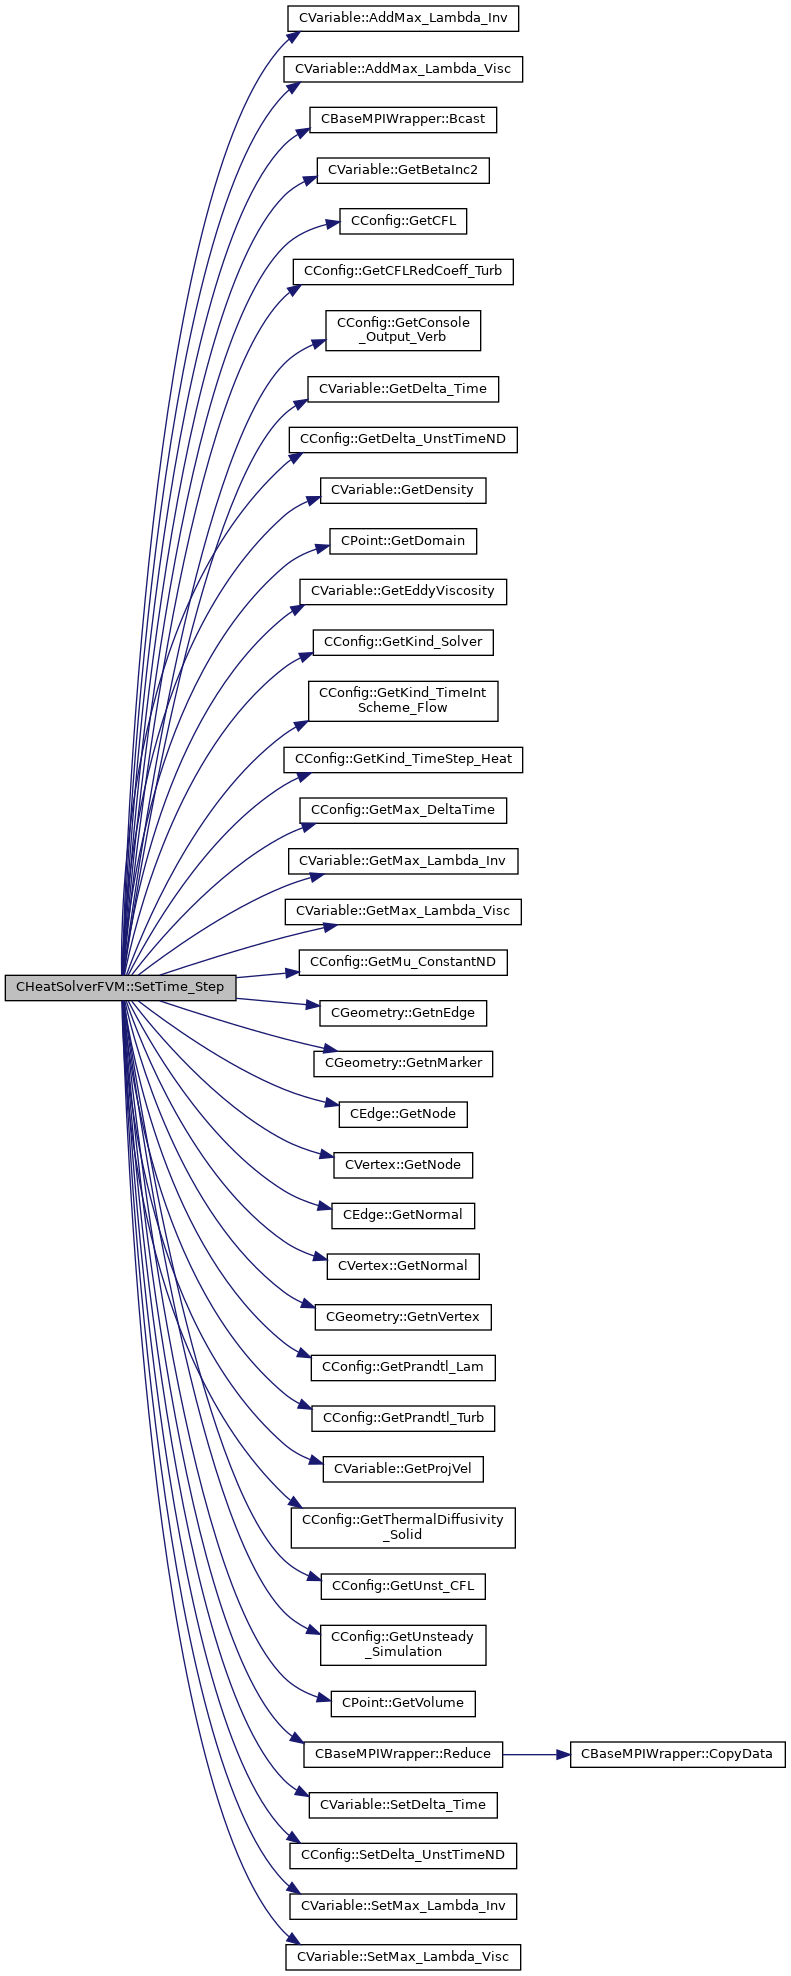 CVariable::AddMax_Lambda_Inv
CVariable::AddMax_Lambda_Visc
CBaseMPIWrapper::Bcast
CVariable::GetBetaInc2
CConfig::GetCFL
CConfig::GetCFLRedCoeff_Turb
CConfig::GetConsole
_Output_Verb
CVariable::GetDelta_Time
CConfig::GetDelta_UnstTimeND
CVariable::GetDensity
CPoint::GetDomain
CVariable::GetEddyViscosity
CConfig::GetKind_Solver
CConfig::GetKind_TimeInt
Scheme_Flow
CConfig::GetKind_TimeStep_Heat
CConfig::GetMax_DeltaTime
CVariable::GetMax_Lambda_Inv
CVariable::GetMax_Lambda_Visc
CConfig::GetMu_ConstantND
CHeatSolverFVM::SetTime_Step
CGeometry::GetnEdge
CGeometry::GetnMarker
CEdge::GetNode
CVertex::GetNode
CEdge::GetNormal
CVertex::GetNormal
CGeometry::GetnVertex
CConfig::GetPrandtl_Lam
CConfig::GetPrandtl_Turb
CVariable::GetProjVel
CConfig::GetThermalDiffusivity
_Solid
CConfig::GetUnst_CFL
CConfig::GetUnsteady
_Simulation
CPoint::GetVolume
CBaseMPIWrapper::Reduce
CBaseMPIWrapper::CopyData
CVariable::SetDelta_Time
CConfig::SetDelta_UnstTimeND
CVariable::SetMax_Lambda_Inv
CVariable::SetMax_Lambda_Visc